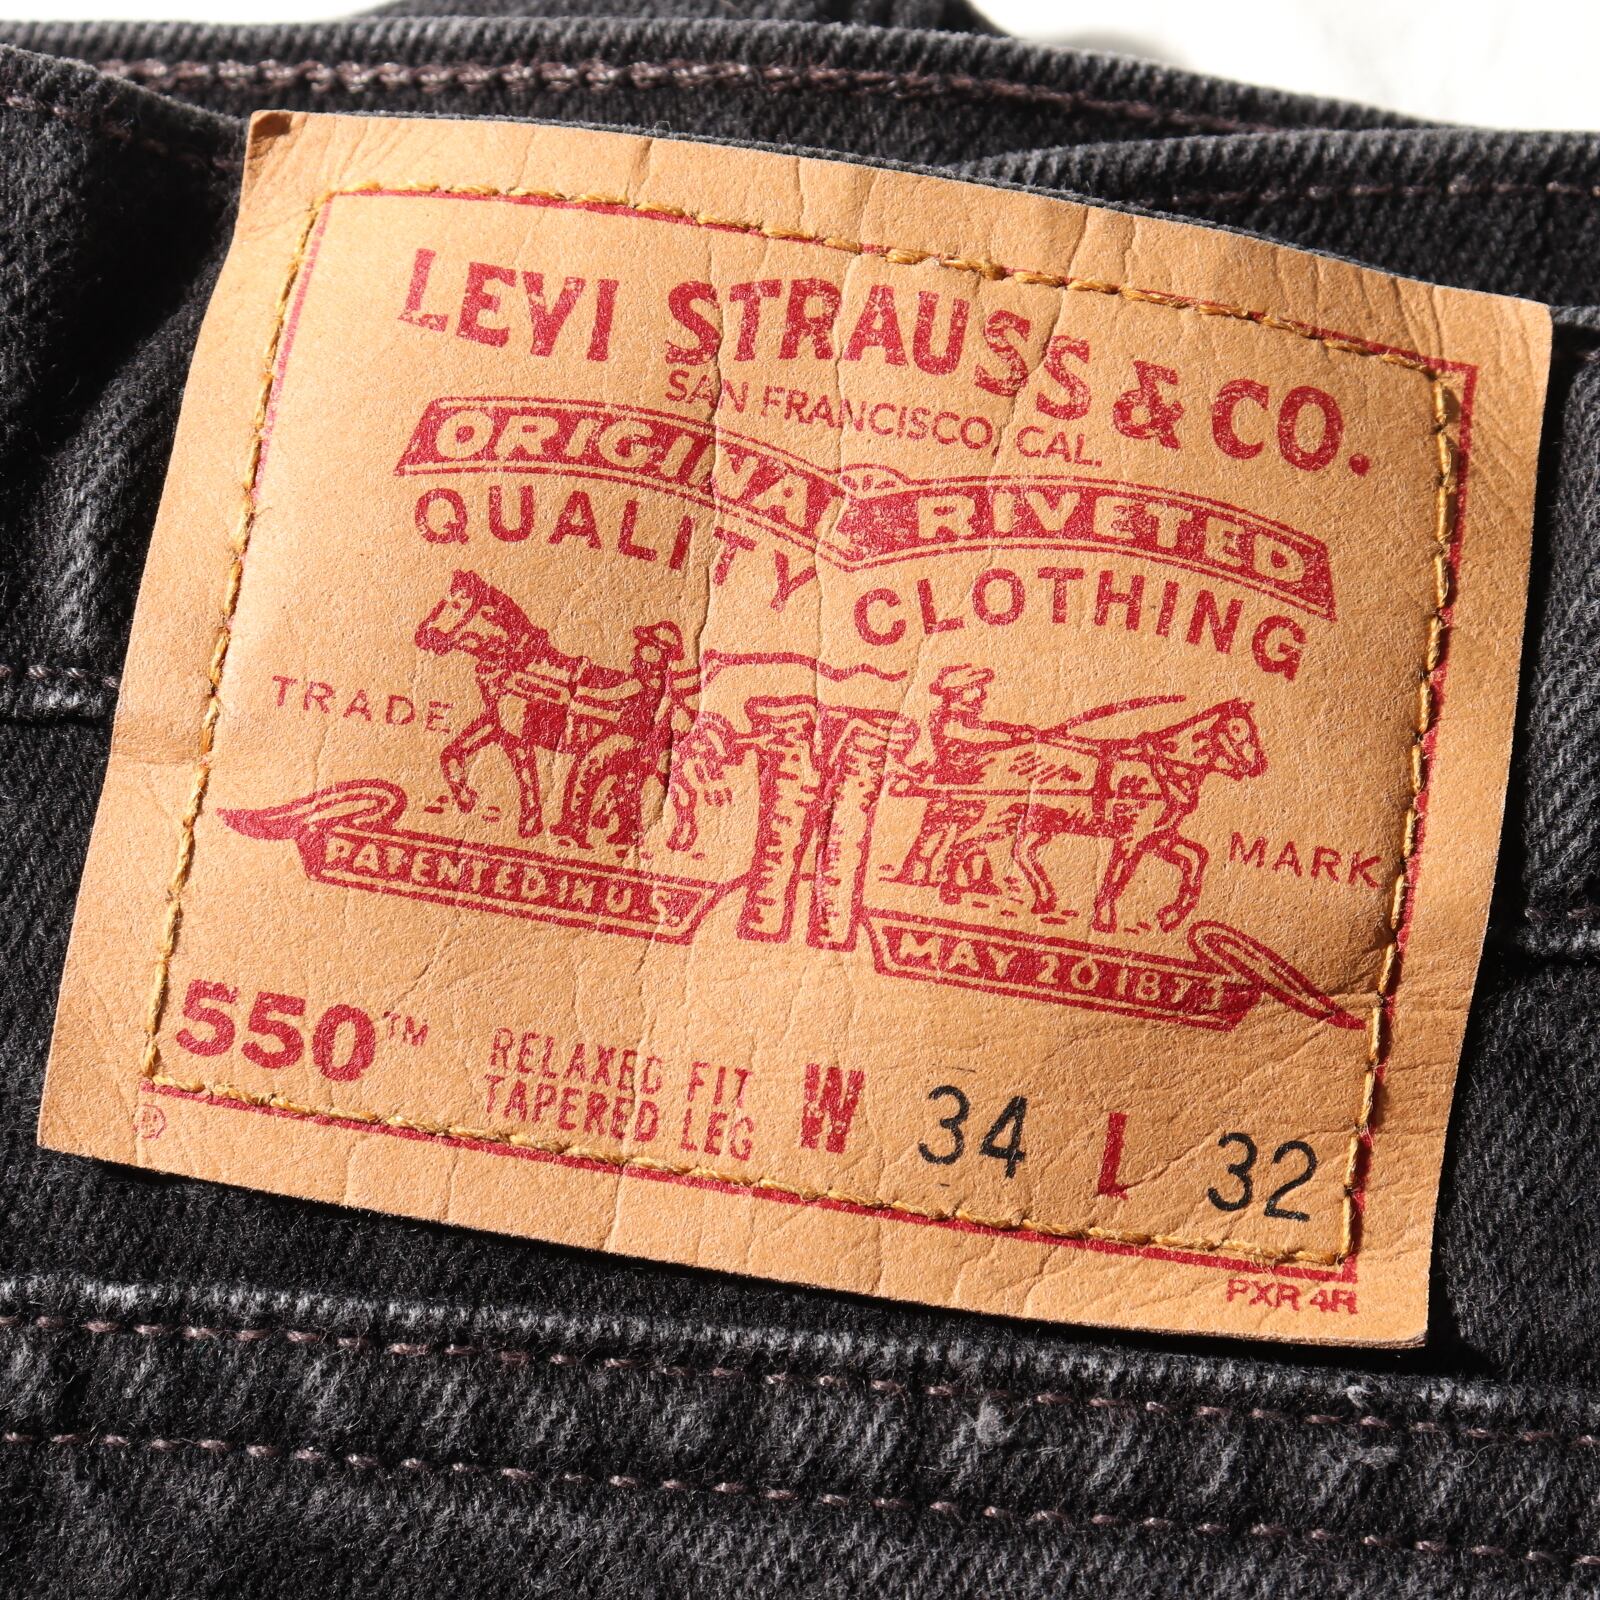 LEVI STRAUSS & CO.
SAN FRANCISCO, CAL.
ORIGINAL RIVETED
QUALITY CLOTHING
TRADE MARK
PATENTED IN U.S.
MAY 20 1873
550™ RELAXED FIT W 34 L 32
TAPERED LEG
®
PXR 4R